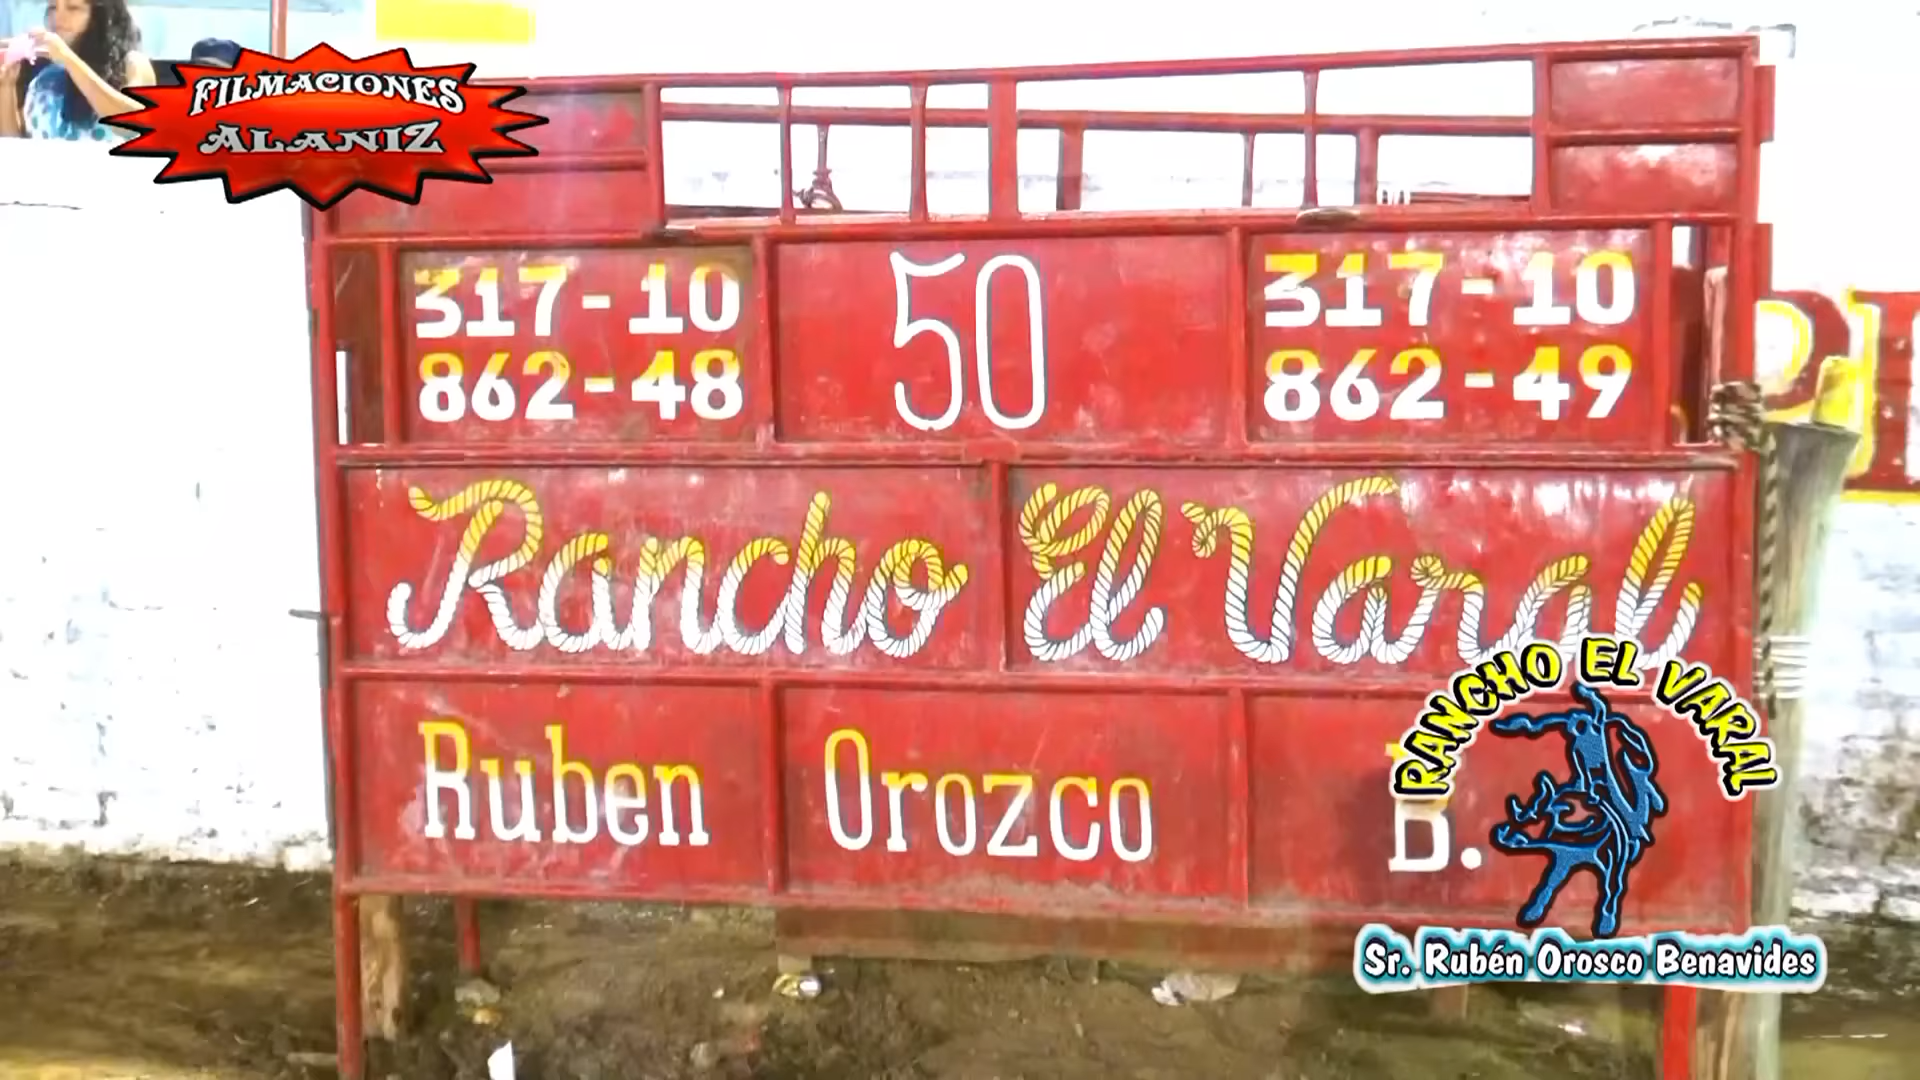 FILMACIONES
ALANIZ
317-10 50 317-10
862-48 862-49
Rancho El Varal
Ruben Orozco B.
RANCHO EL VARAL
Sr. Rubén Orosco Benavides